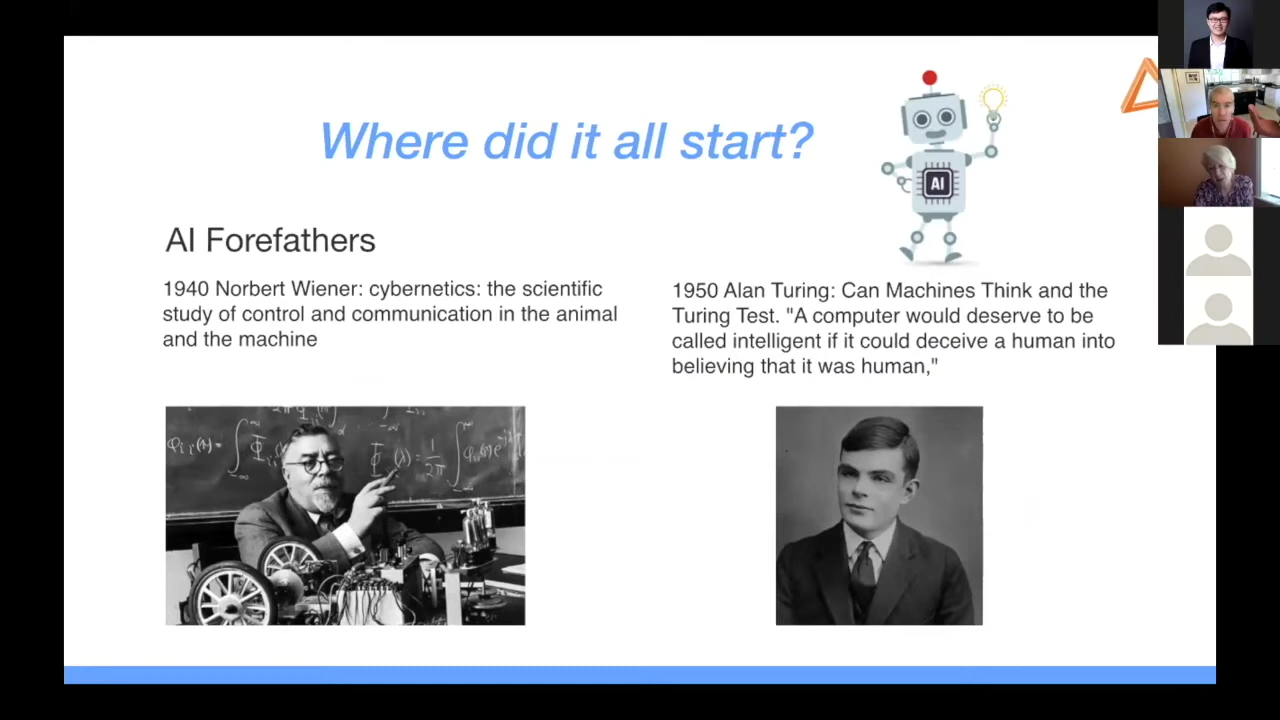 Where did it all start?
AI
AI Forefathers
1940 Norbert Wiener: cybernetics: the scientific
study of control and communication in the animal
and the machine
1950 Alan Turing: Can Machines Think and the
Turing Test. "A computer would deserve to be
called intelligent if it could deceive a human into
believing that it was human,"